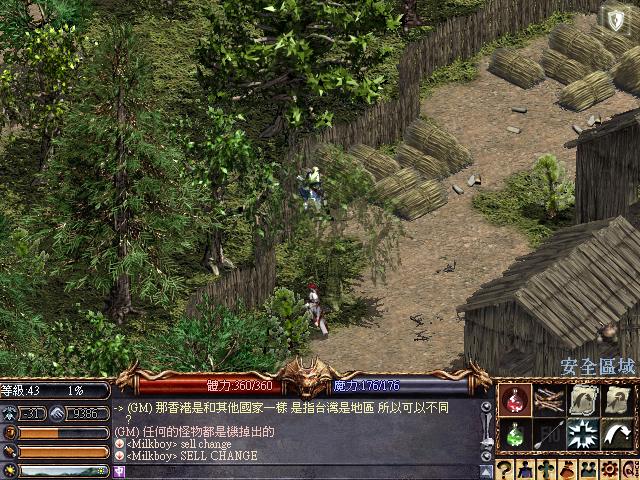 安全區域
等級:43 1%
體力:360/360
魔力:176/176
-31
9386
-> (GM) 那香港是和其他國家一樣 是指台灣是地區 所以可以不同
?
(GM) 任何的怪物都是機掉出的
<Milkboy> sell change
<Milkboy> SELL CHANGE